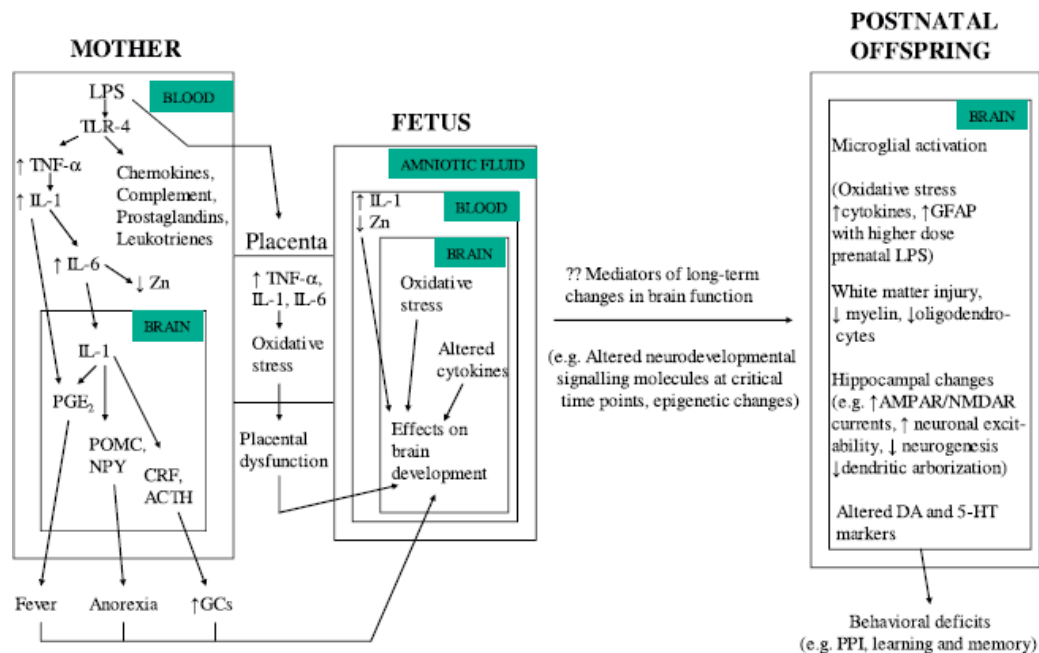 MOTHER
BLOOD
LPS
TLR-4
↑ TNF-α
↑ IL-1
Chemokines,
Complement,
Prostaglandins,
Leukotrienes
↑ IL-6
↓ Zn
BRAIN
IL-1
PGE₂
POMC,
NPY
CRF,
ACTH
Fever
Anorexia
↑GCs
Placenta
↑ TNF-α,
IL-1, IL-6
Oxidative
stress
Placental
dysfunction
FETUS
AMNIOTIC FLUID
BLOOD
↑ IL-1
↓ Zn
BRAIN
Oxidative
stress
Altered
cytokines
Effects on
brain
development
?? Mediators of long-term
changes in brain function
(e.g. Altered neurodevelopmental
signalling molecules at critical
time points, epigenetic changes)
POSTNATAL
OFFSPRING
BRAIN
Microglial activation
(Oxidative stress
↑cytokines, ↑GFAP
with higher dose
prenatal LPS)
White matter injury,
↓ myelin, ↓oligodendro-
cytes
Hippocampal changes
(e.g. ↑AMPAR/NMDAR
currents, ↑ neuronal excit-
ability, ↓ neurogenesis
↓dendritic arborization)
Altered DA and 5-HT
markers
Behavioral deficits
(e.g. PPI, learning and memory)